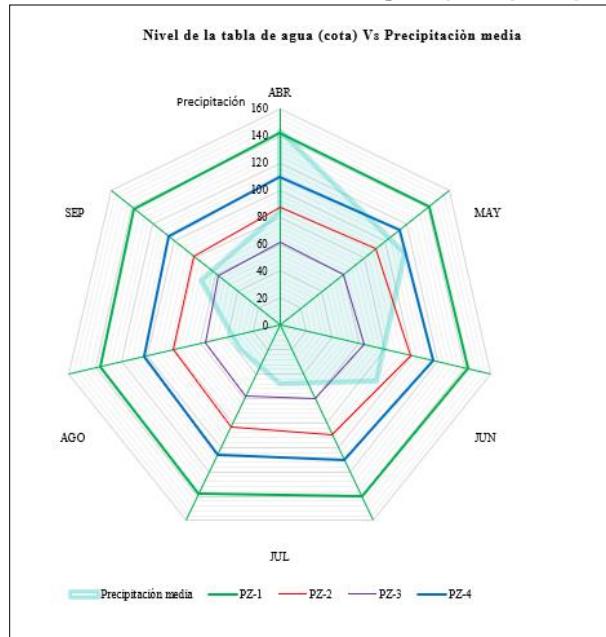 Nivel de la tabla de agua (cota) Vs Precipitaciòn media
ABR
Precipitación
160
140
120
100
80
60
40
20
0
MAY
JUN
JUL
AGO
SEP
Precipitaciòn media
PZ-1
PZ-2
PZ-3
PZ-4